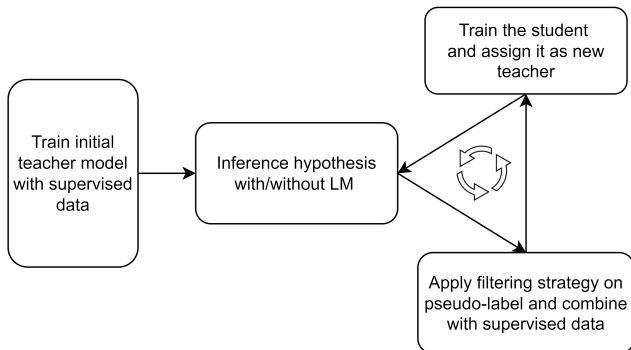 Train initial
teacher model
with supervised
data
Inference hypothesis
with/without LM
Train the student
and assign it as new
teacher
Apply filtering strategy on
pseudo-label and combine
with supervised data